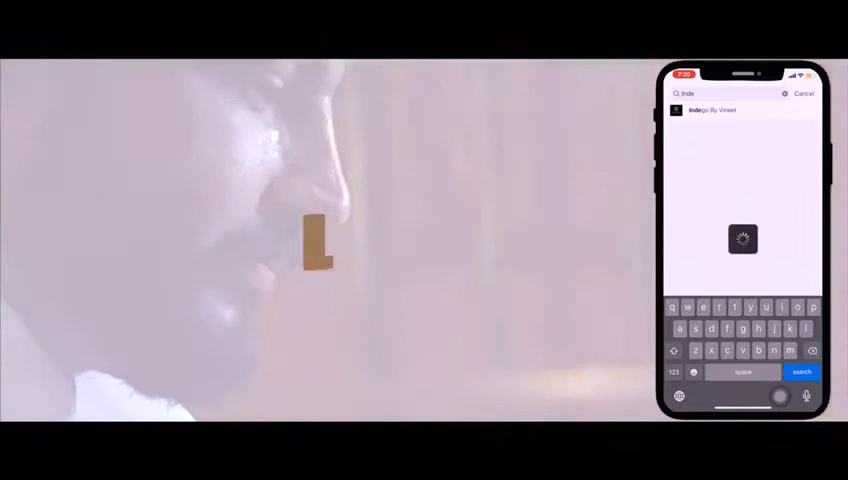 L
7:20
Inde
Cancel
Indego By Vineet
q w e r t y u i o p
a s d f g h j k l
z x c v b n m
123
space
search